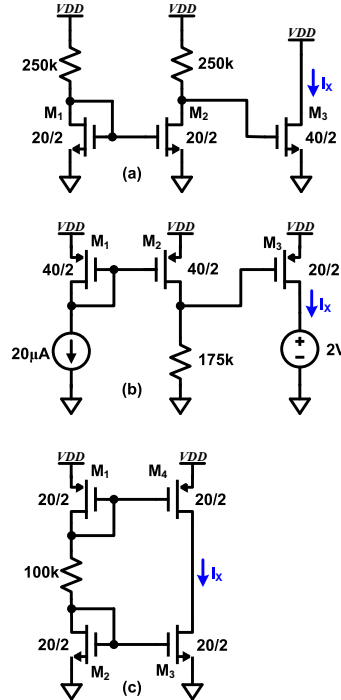 VDD VDD VDD
250k 250k
M1 M2 M3
IX
20/2 20/2 40/2
(a)
VDD VDD VDD
M1 M2 M3
40/2 40/2 20/2
IX
20μA 175k 2V
(b)
VDD VDD
M1 M4
20/2 20/2
100k IX
20/2 20/2
M2 M3
(c)